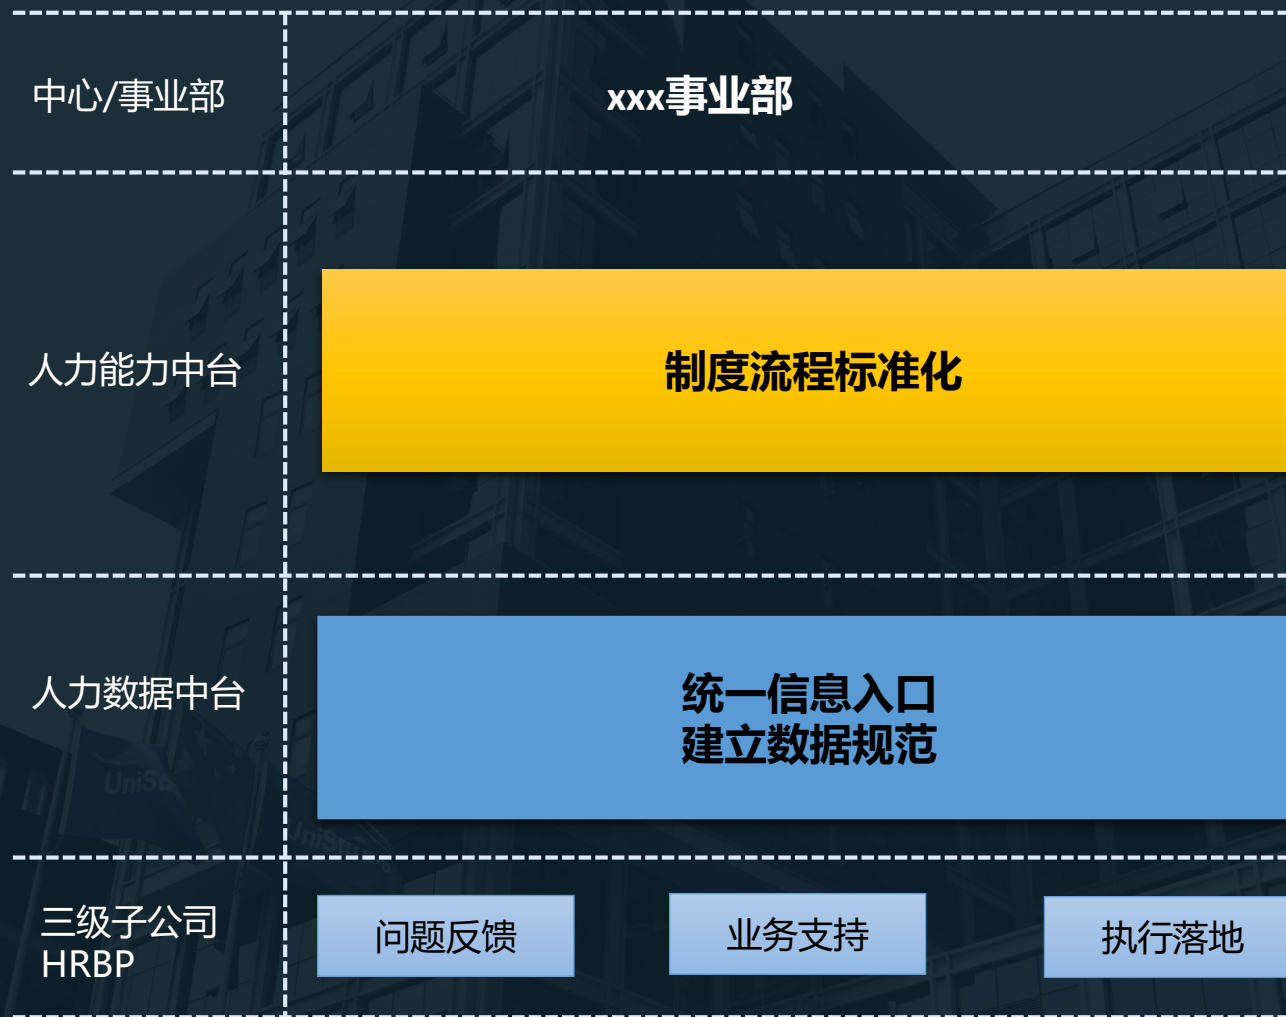 中心/事业部
xxx事业部
人力能力中台
制度流程标准化
人力数据中台
统一信息入口
建立数据规范
三级子公司
HRBP
问题反馈
业务支持
执行落地